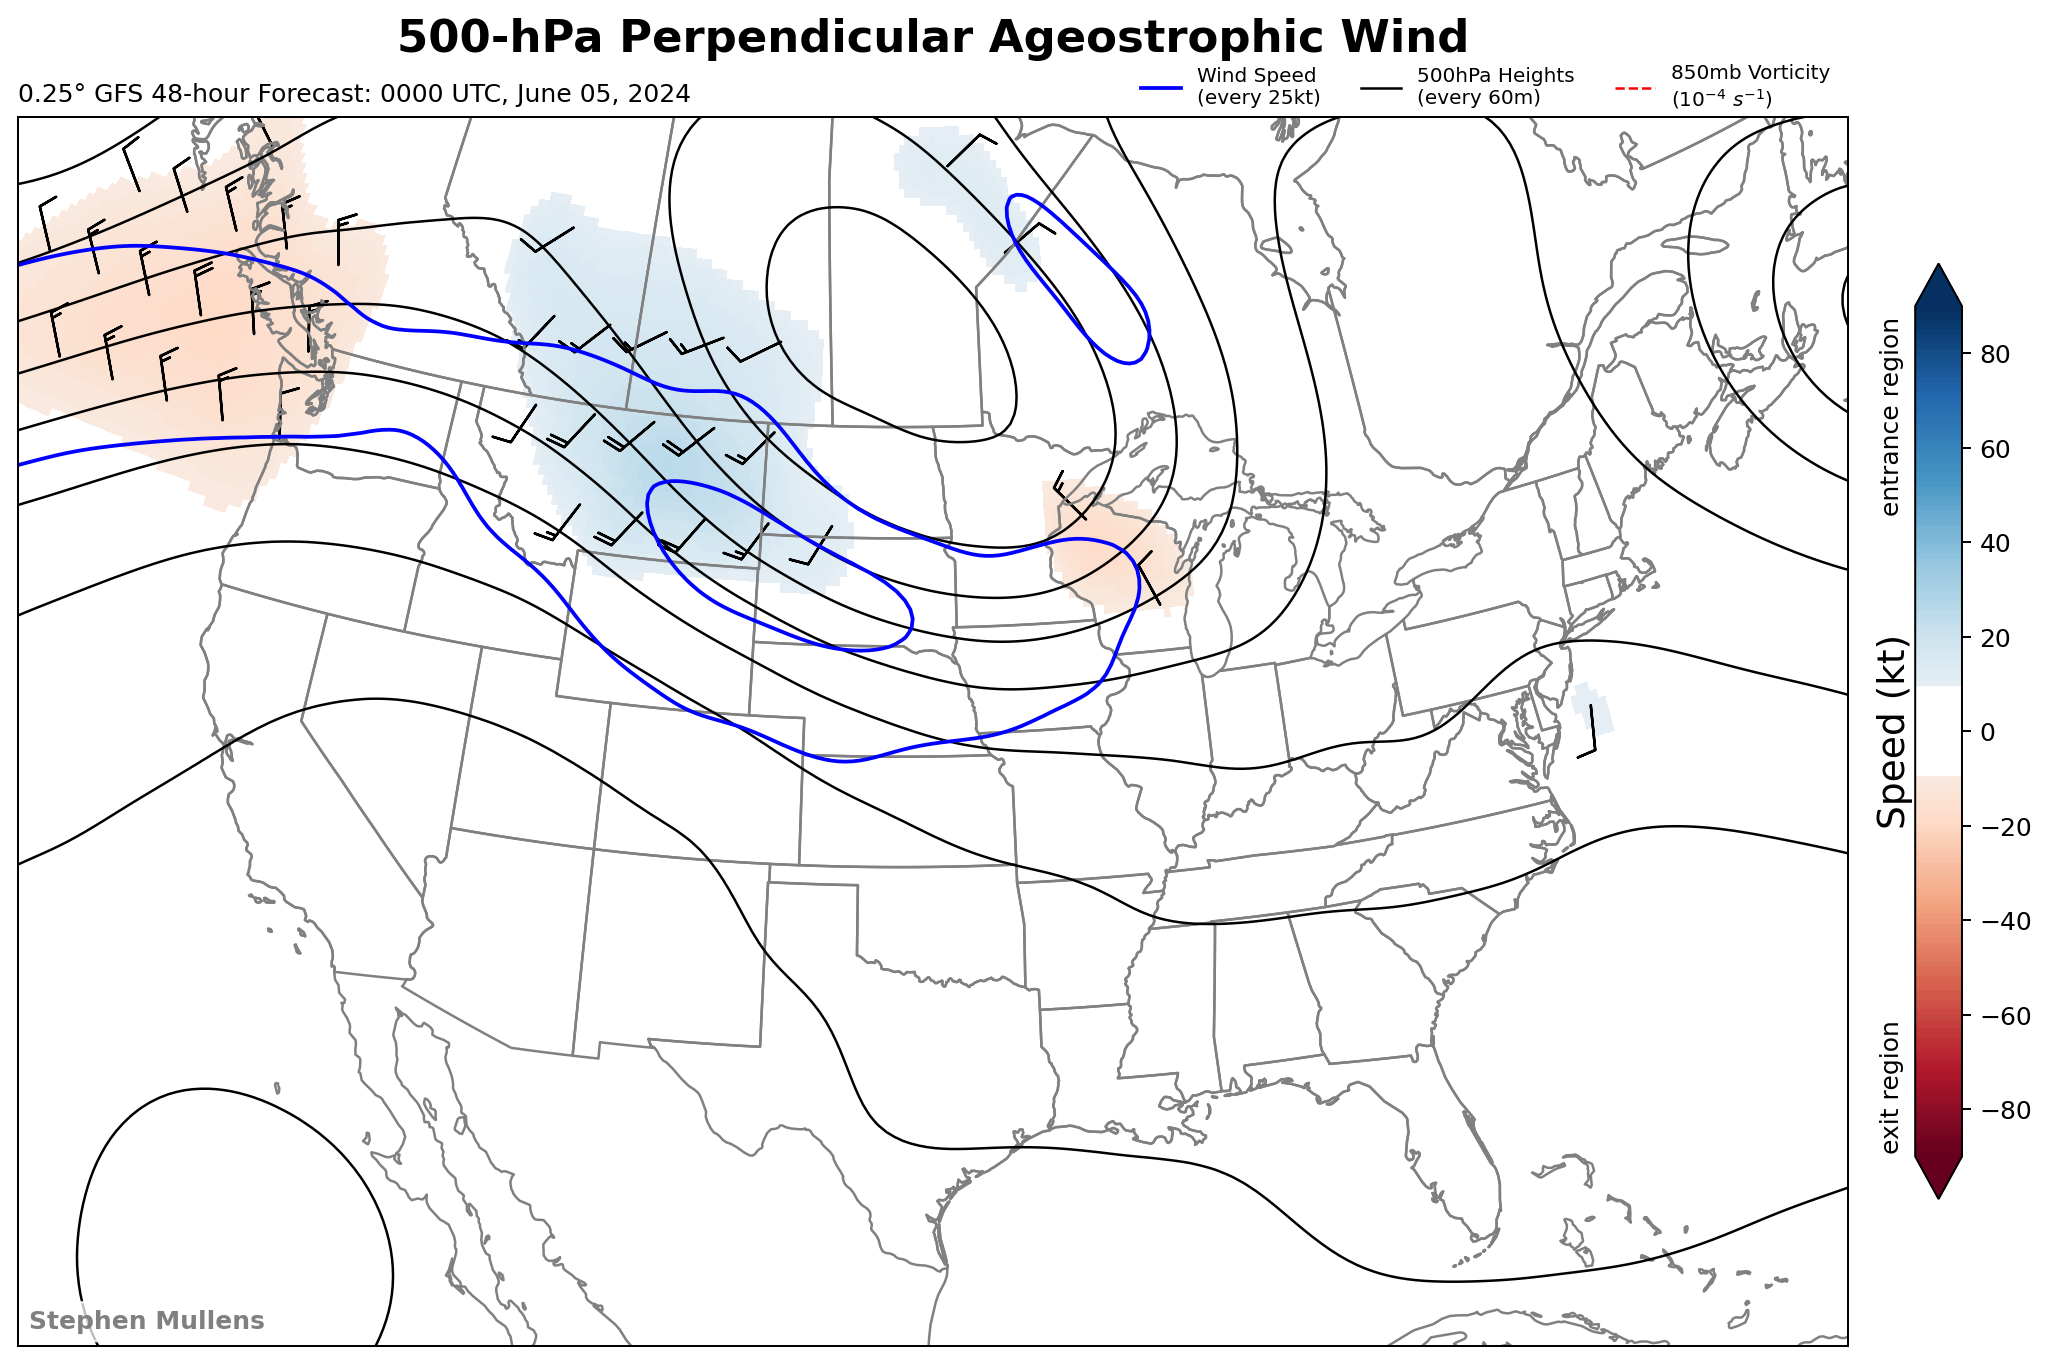 500-hPa Perpendicular Ageostrophic Wind
0.25° GFS 48-hour Forecast: 0000 UTC, June 05, 2024
Wind Speed
(every 25kt)
500hPa Heights
(every 60m)
850mb Vorticity
(10⁻⁴ s⁻¹)
entrance region
Speed (kt)
exit region
80
60
40
20
0
−20
−40
−60
−80
Stephen Mullens